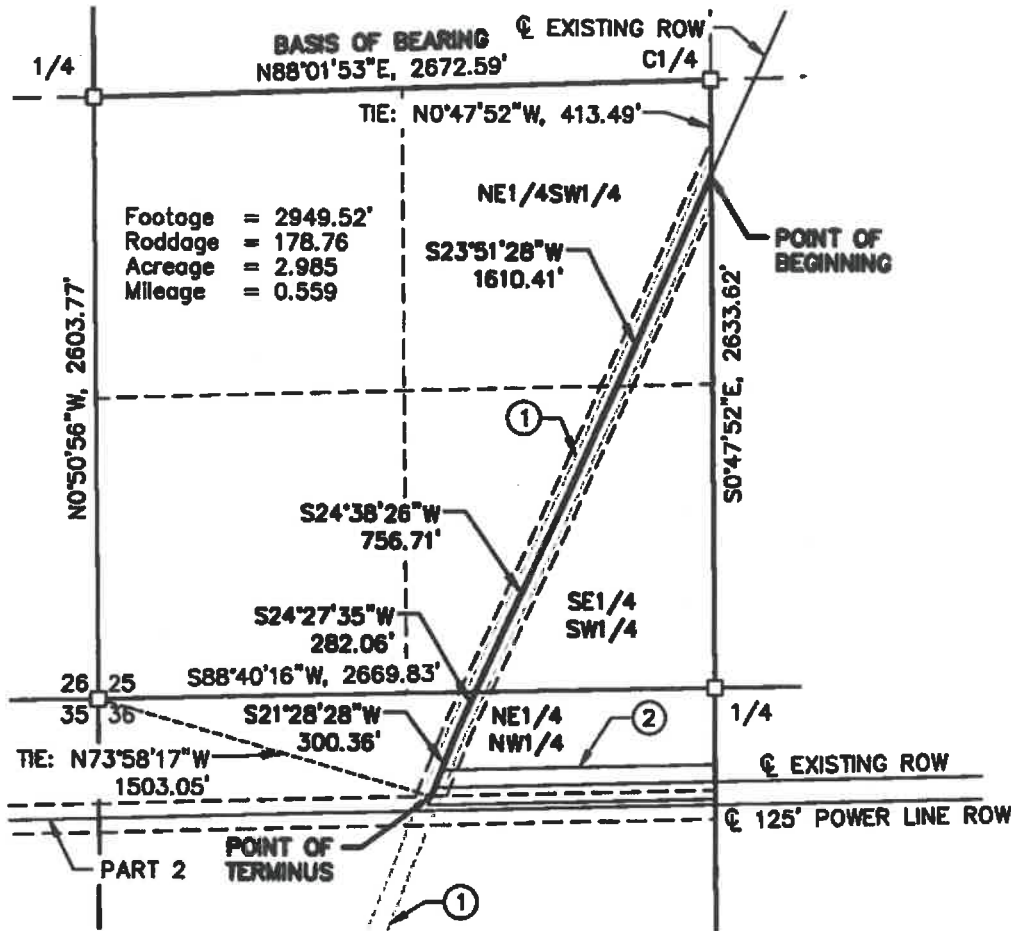 ℄ EXISTING ROW
BASIS OF BEARING
N88°01'53"E, 2672.59'
1/4
C1/4
TIE: N0°47'52"W, 413.49'
NE1/4SW1/4
Footage = 2949.52'
Roddage = 178.76
Acreage = 2.985
Mileage = 0.559
S23°51'28"W
1610.41'
POINT OF
BEGINNING
N0°50'56"W, 2603.77'
S0°47'52"E, 2633.62'
1
S24°38'26"W
756.71'
SE1/4
SW1/4
S24°27'35"W
282.06'
S88°40'16"W, 2669.83'
26 25
35 36
S21°28'28"W
300.36'
NE1/4
NW1/4
2
1/4
TIE: N73°58'17"W
1503.05'
℄ EXISTING ROW
℄ 125' POWER LINE ROW
POINT OF
TERMINUS
PART 2
1